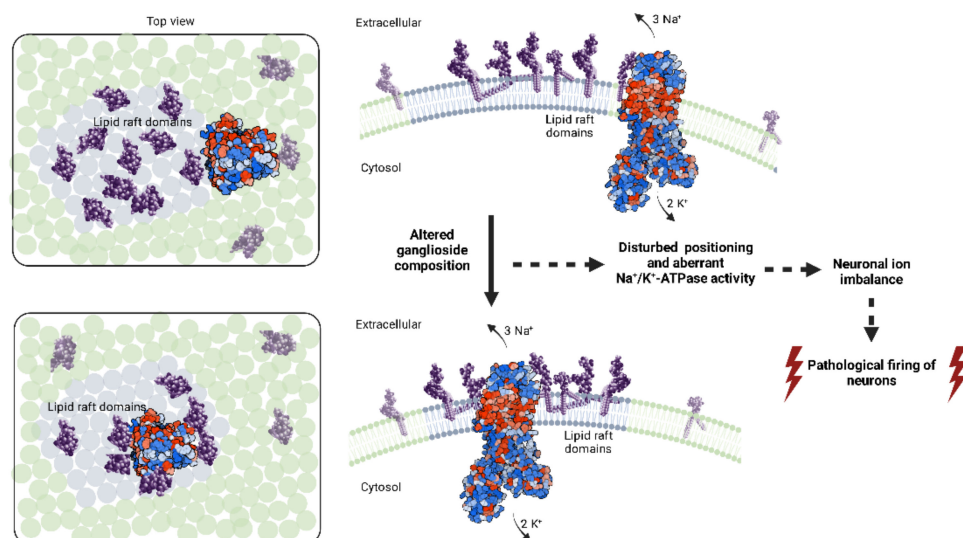 Top view
Lipid raft domains
Extracellular
3 Na⁺
Lipid raft
domains
Cytosol
2 K⁺
Altered
ganglioside
composition
Disturbed positioning
and aberrant
Na⁺/K⁺-ATPase activity
Neuronal ion
imbalance
Pathological firing of
neurons
Lipid raft domains
Extracellular
3 Na⁺
Lipid raft
domains
Cytosol
2 K⁺